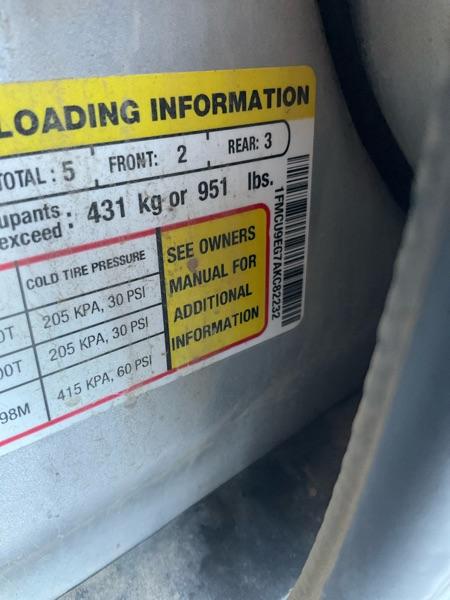 LOADING INFORMATION
TOTAL : 5 FRONT: 2 REAR: 3
upants
exceed : 431 kg or 951 lbs.
COLD TIRE PRESSURE
SEE OWNERS
MANUAL FOR
ADDITIONAL
INFORMATION
0T 205 KPA, 30 PSI
00T 205 KPA, 30 PSI
98M 415 KPA, 60 PSI
1FMCU9EG7AKC82232